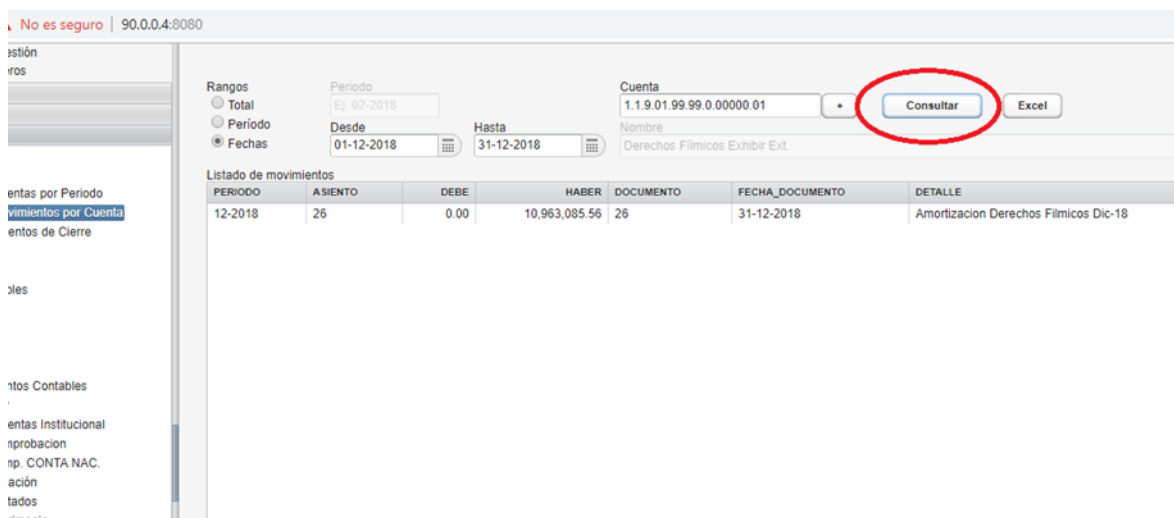 No es seguro | 90.0.0.4:8080
Rangos
Total
Período
Fechas
Periodo
Ej. 02-2018
Desde
01-12-2018
Hasta
31-12-2018
Cuenta
1.1.9.01.99.99.0.00000.01
+
Consultar
Excel
Nombre
Derechos Fílmicos Exhibir Ext.
Listado de movimientos
PERIODO ASIENTO DEBE HABER DOCUMENTO FECHA_DOCUMENTO DETALLE
12-2018 26 0.00 10,963,085.56 26 31-12-2018 Amortizacion Derechos Filmicos Dic-18
estión
eros
entas por Periodo
vimientos por Cuenta
entos de Cierre
bles
ntos Contables
entas Institucional
mprobacion
mp. CONTA NAC.
ación
tados